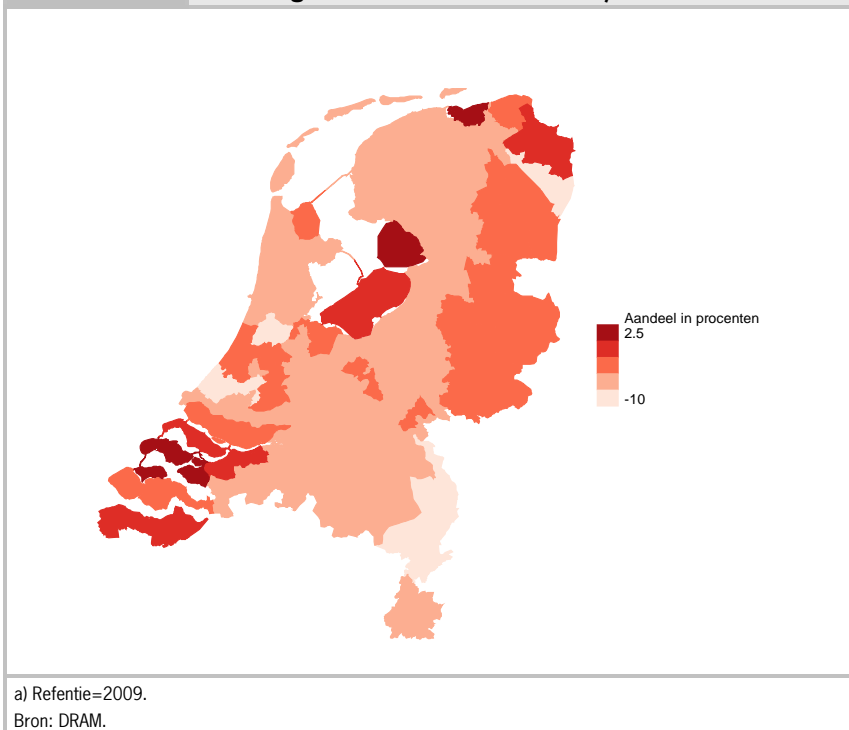 Aandeel in procenten
2.5
-10
a) Refentie=2009.
Bron: DRAM.